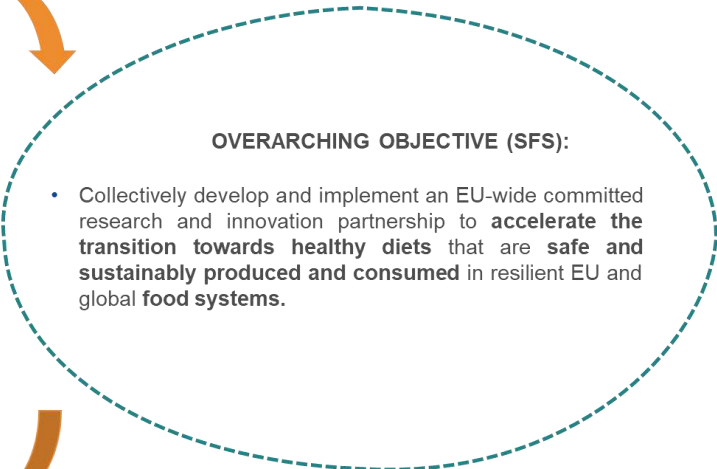 OVERARCHING OBJECTIVE (SFS):
• Collectively develop and implement an EU-wide committed
research and innovation partnership to accelerate the
transition towards healthy diets that are safe and
sustainably produced and consumed in resilient EU and
global food systems.